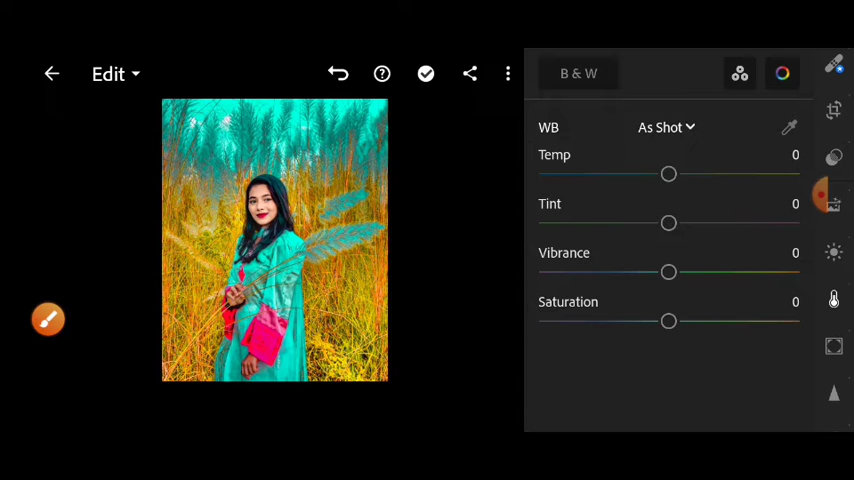 Edit
B & W
WB As Shot
Temp 0
Tint 0
Vibrance 0
Saturation 0